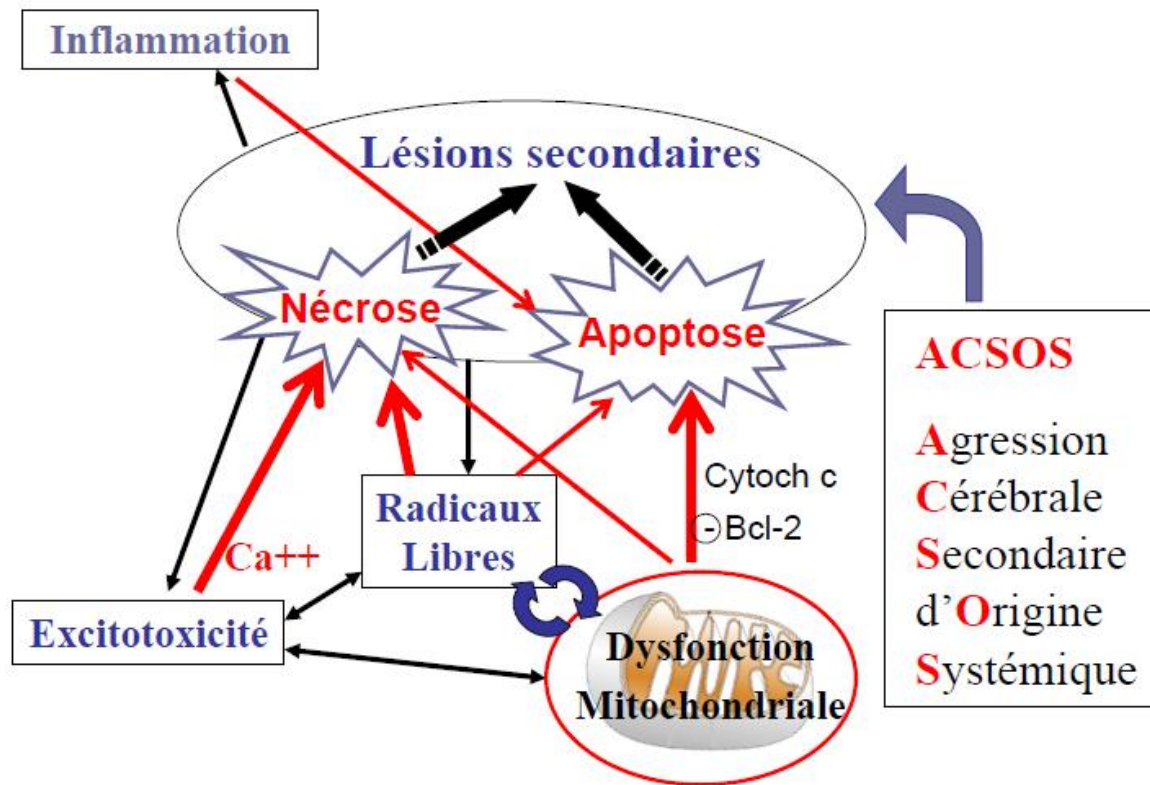 Inflammation
Lésions secondaires
Nécrose
Apoptose
ACSOS
Agression
Cérébrale
Secondaire
d’Origine
Systémique
Cytoch c
-Bcl-2
Radicaux
Libres
Ca++
Excitotoxicité
Dysfonction
Mitochondriale